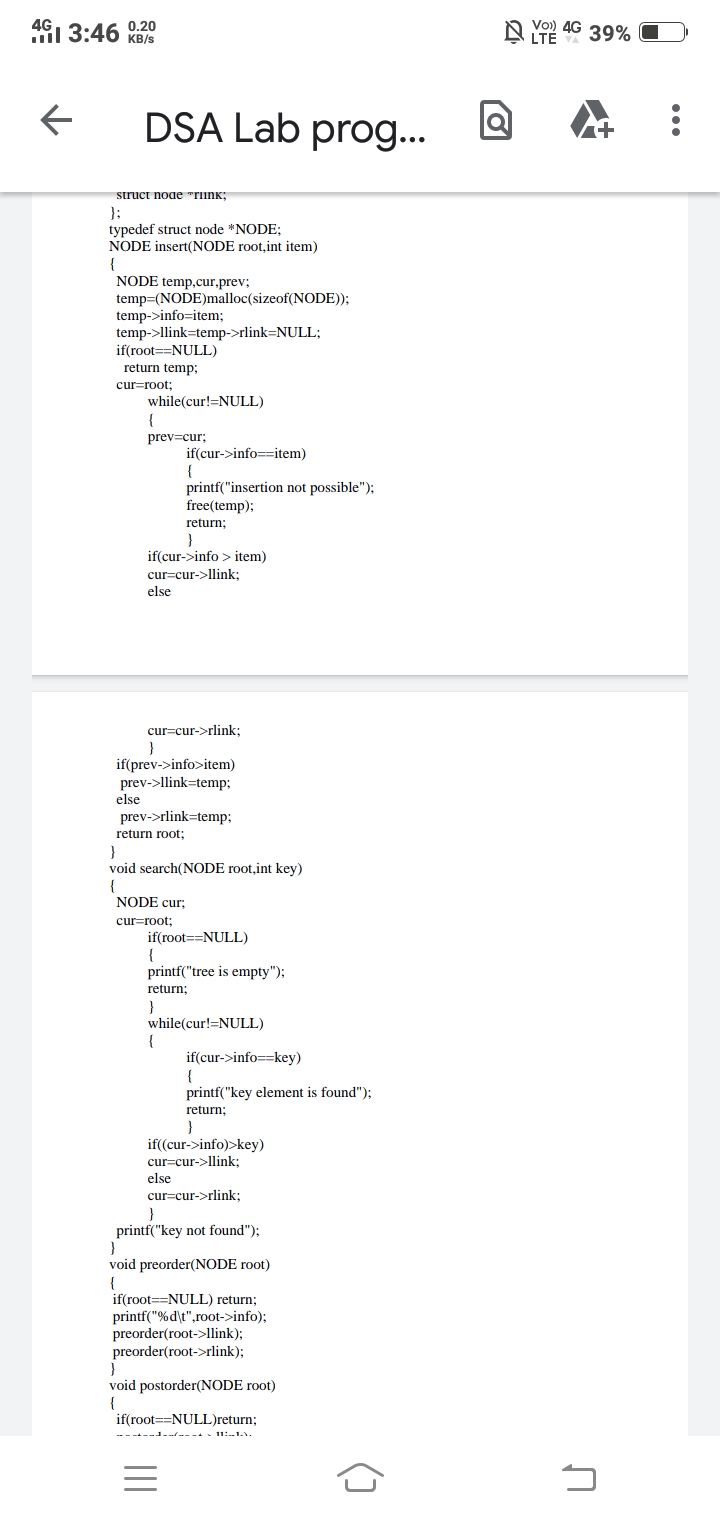 4G 3:46 0.20 KB/s Vo)) LTE 4G 39%
DSA Lab prog...
struct node *rlink;
};
typedef struct node *NODE;
NODE insert(NODE root,int item)
{
NODE temp,cur,prev;
temp=(NODE)malloc(sizeof(NODE));
temp->info=item;
temp->llink=temp->rlink=NULL;
if(root==NULL)
return temp;
cur=root;
while(cur!=NULL)
{
prev=cur;
if(cur->info==item)
{
printf("insertion not possible");
free(temp);
return;
}
if(cur->info > item)
cur=cur->llink;
else
cur=cur->rlink;
}
if(prev->info>item)
prev->llink=temp;
else
prev->rlink=temp;
return root;
}
void search(NODE root,int key)
{
NODE cur;
cur=root;
if(root==NULL)
{
printf("tree is empty");
return;
}
while(cur!=NULL)
{
if(cur->info==key)
{
printf("key element is found");
return;
}
if((cur->info)>key)
cur=cur->llink;
else
cur=cur->rlink;
}
printf("key not found");
}
void preorder(NODE root)
{
if(root==NULL) return;
printf("%d\t",root->info);
preorder(root->llink);
preorder(root->rlink);
}
void postorder(NODE root)
{
if(root==NULL)return;